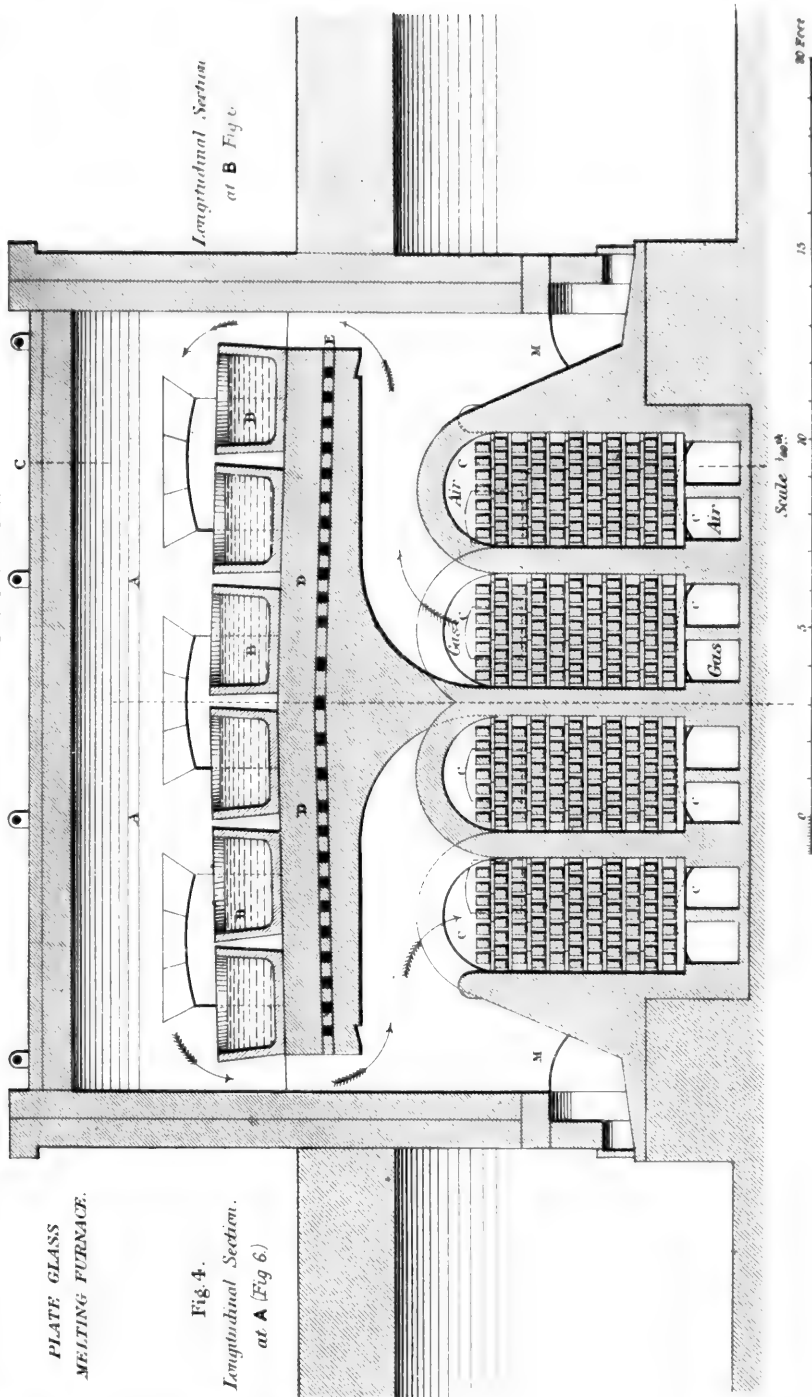 PLATE GLASS
MELTING FURNACE.
Fig. 4.
Longitudinal Section.
at A (Fig 6.)
Longitudinal Section
at B Fig
C
A
A
B
B
B
D
D
E
M
M
Air
C
Gas
C
C
C
Air
C
Gas
C
C
C
Scale
0
5
10
15
20 Feet